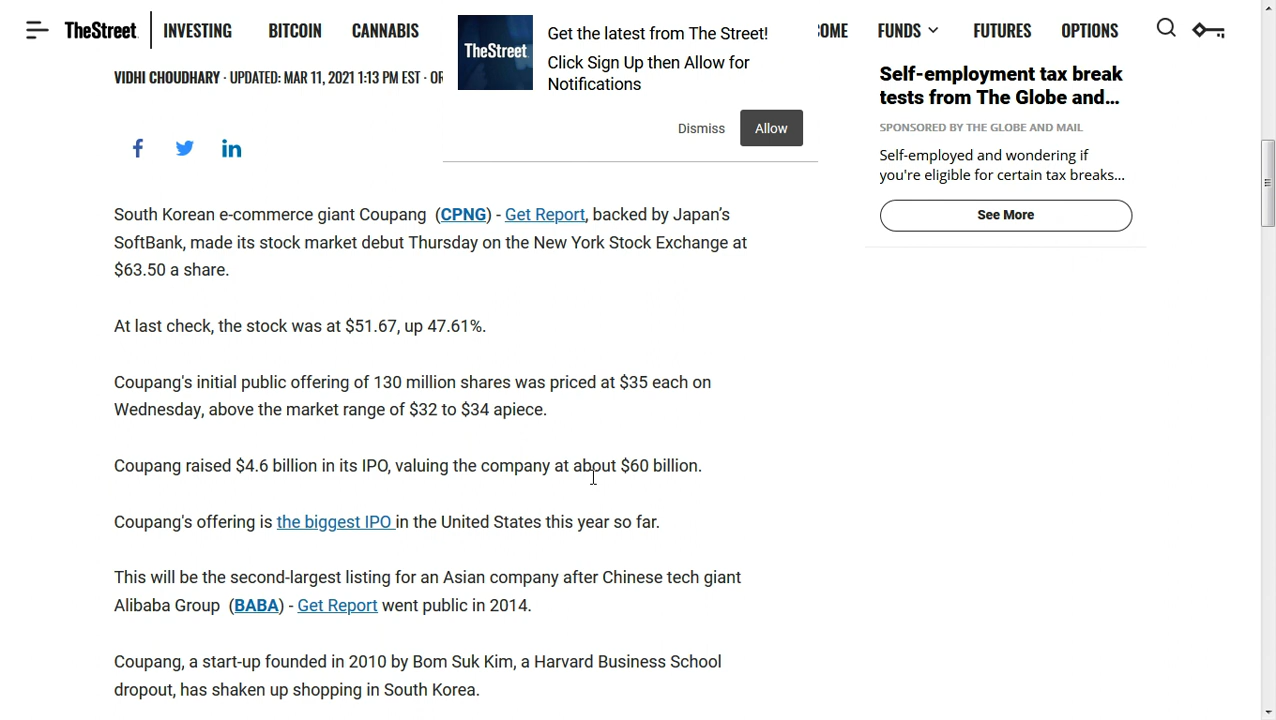 TheStreet
INVESTING
BITCOIN
CANNABIS
FUNDS
FUTURES
OPTIONS
TheStreet
Get the latest from The Street!
Click Sign Up then Allow for
Notifications
Dismiss
Allow
VIDHI CHOUDHARY · UPDATED: MAR 11, 2021 1:13 PM EST ·
Self-employment tax break
tests from The Globe and...
SPONSORED BY THE GLOBE AND MAIL
Self-employed and wondering if
you're eligible for certain tax breaks...
See More
South Korean e-commerce giant Coupang (CPNG) - Get Report, backed by Japan's
SoftBank, made its stock market debut Thursday on the New York Stock Exchange at
$63.50 a share.
At last check, the stock was at $51.67, up 47.61%.
Coupang's initial public offering of 130 million shares was priced at $35 each on
Wednesday, above the market range of $32 to $34 apiece.
Coupang raised $4.6 billion in its IPO, valuing the company at about $60 billion.
Coupang's offering is the biggest IPO in the United States this year so far.
This will be the second-largest listing for an Asian company after Chinese tech giant
Alibaba Group (BABA) - Get Report went public in 2014.
Coupang, a start-up founded in 2010 by Bom Suk Kim, a Harvard Business School
dropout, has shaken up shopping in South Korea.